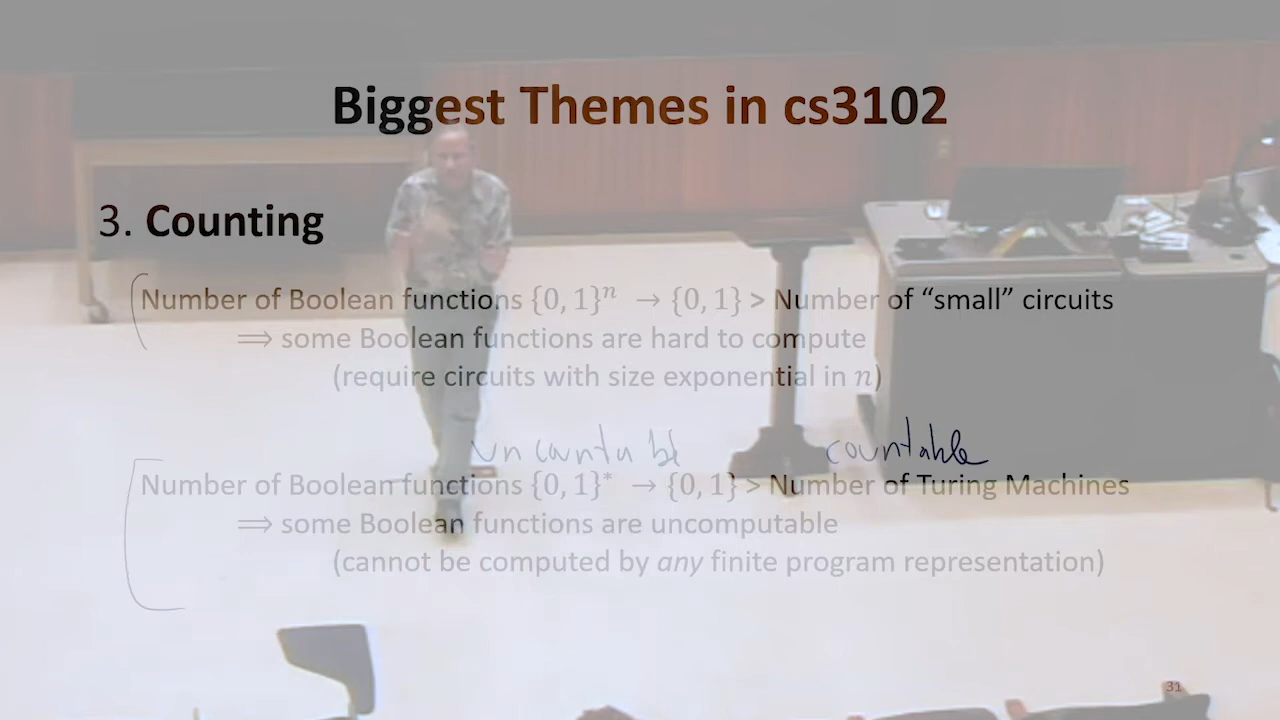 Biggest Themes in cs3102
3. Counting
Number of Boolean functions {0, 1}ⁿ → {0, 1} > Number of “small” circuits
⟹ some Boolean functions are hard to compute
(require circuits with size exponential in n)
uncountable countable
Number of Boolean functions {0, 1}* → {0, 1} > Number of Turing Machines
⟹ some Boolean functions are uncomputable
(cannot be computed by any finite program representation)
31